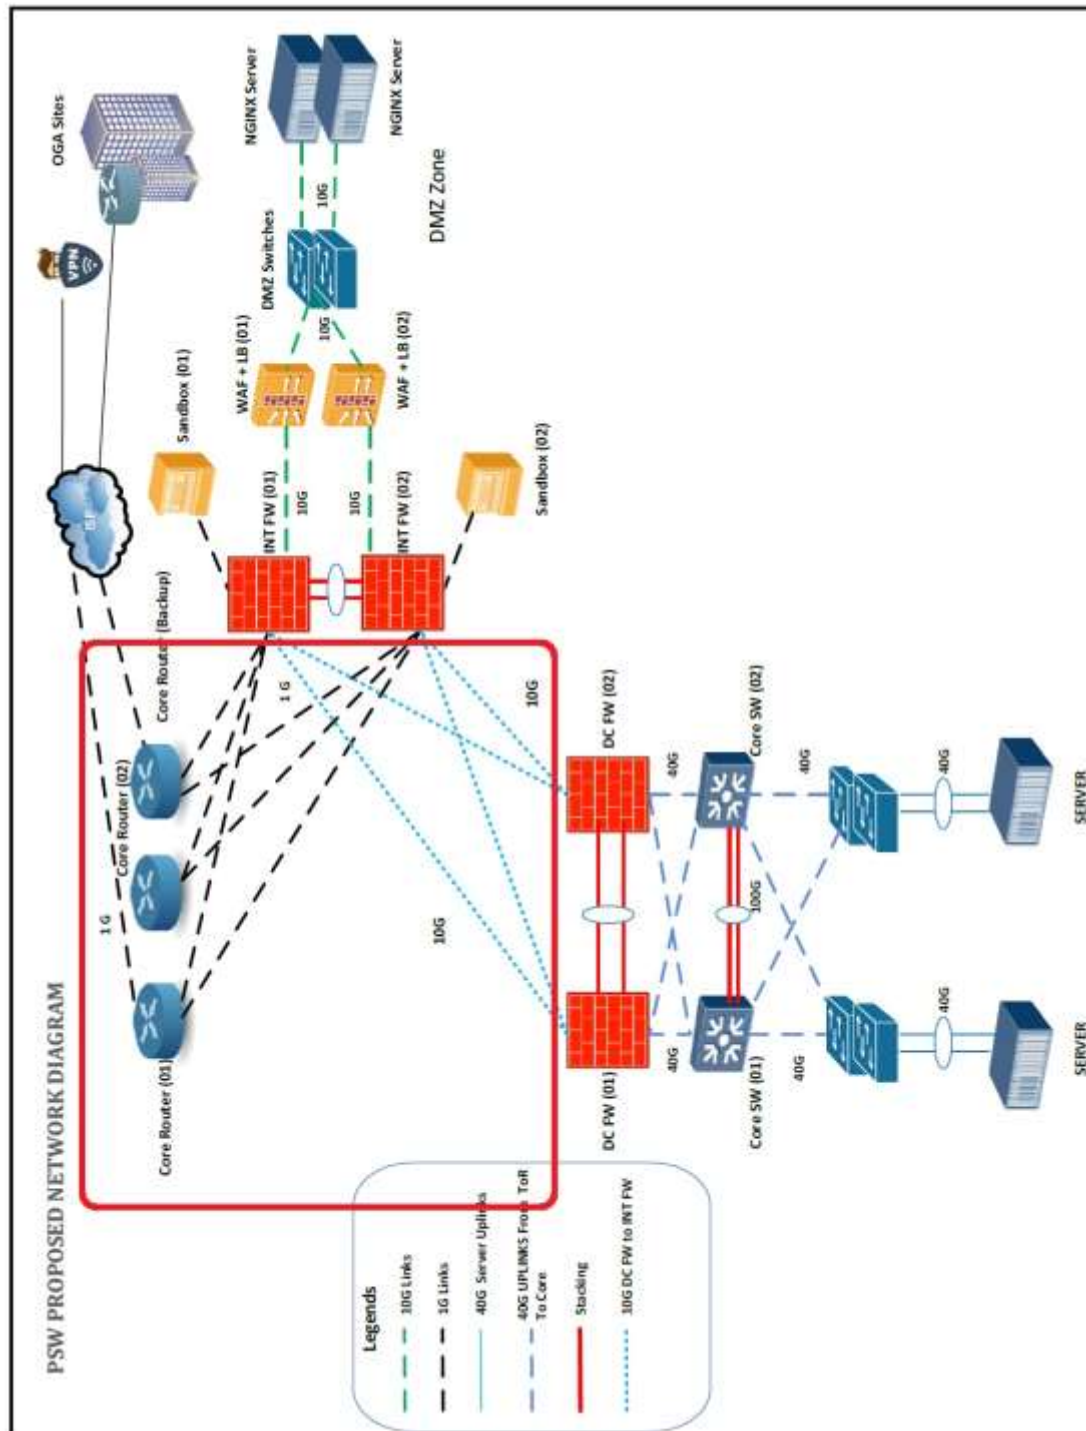 PSW PROPOSED NETWORK DIAGRAM
OGA Sites
VPN
ISP
1 G
Core Router (01)
Core Router (02)
Core Router (Backup)
Sandbox (01)
NGINX Server
NGINX Server
DMZ Switches
10G
10G
WAF + LB (01)
WAF + LB (02)
DMZ Zone
INT FW (01)
10G
10G
INT FW (02)
Sandbox (02)
1 G
10G
10G
DC FW (01)
DC FW (02)
40G
40G
Core SW (01)
100G
Core SW (02)
40G
40G
40G
40G
SERVER
SERVER
Legends
10G Links
1G Links
40G Server Uplinks
40G UPLINKS From ToR
To Core
Stacking
10G DC FW to INT FW